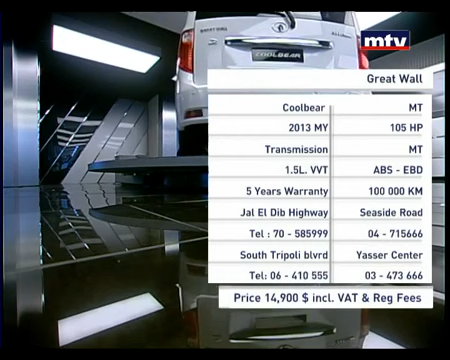 mtv
COOLBEAR
Great Wall
Coolbear MT
2013 MY 105 HP
Transmission MT
1.5L. VVT ABS - EBD
5 Years Warranty 100 000 KM
Jal El Dib Highway Seaside Road
Tel : 70 - 585999 04 - 715666
South Tripoli blvrd Yasser Center
Tel: 06 - 410 555 03 - 473 666
Price 14,900 $ incl. VAT & Reg Fees